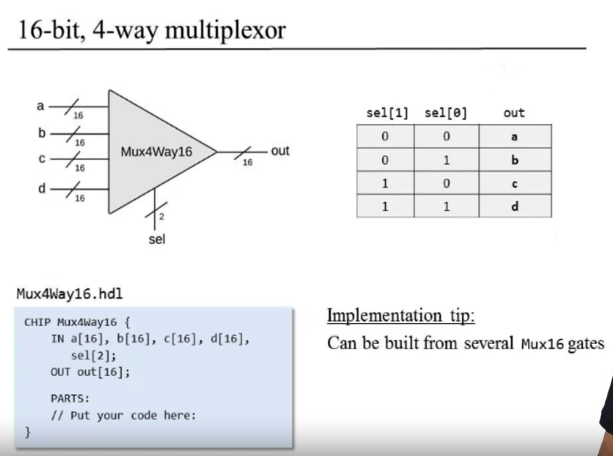 16-bit, 4-way multiplexor
a
16
b
16
c
16
d
16
Mux4Way16
16
out
2
sel
sel[1] sel[0] out
0 0 a
0 1 b
1 0 c
1 1 d
Mux4Way16.hdl
CHIP Mux4Way16 {
IN a[16], b[16], c[16], d[16],
sel[2];
OUT out[16];
PARTS:
// Put your code here:
}
Implementation tip:
Can be built from several Mux16 gates